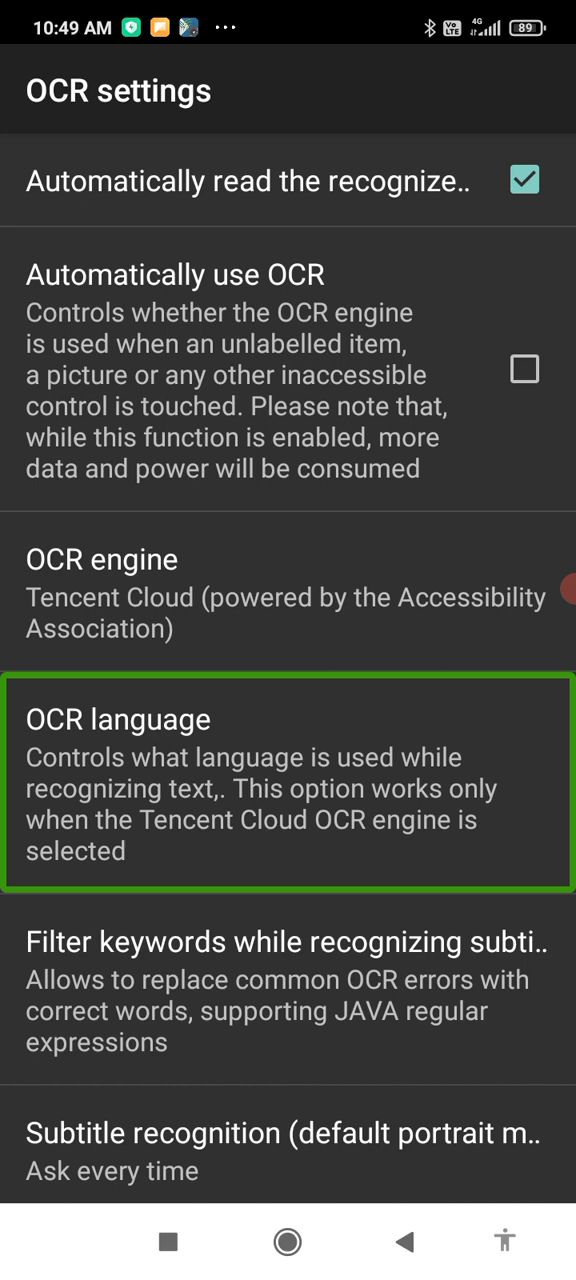 10:49 AM
Vo LTE
4G
89
OCR settings
Automatically read the recognize..
Automatically use OCR
Controls whether the OCR engine
is used when an unlabelled item,
a picture or any other inaccessible
control is touched. Please note that,
while this function is enabled, more
data and power will be consumed
OCR engine
Tencent Cloud (powered by the Accessibility
Association)
OCR language
Controls what language is used while
recognizing text,. This option works only
when the Tencent Cloud OCR engine is
selected
Filter keywords while recognizing subti..
Allows to replace common OCR errors with
correct words, supporting JAVA regular
expressions
Subtitle recognition (default portrait m..
Ask every time